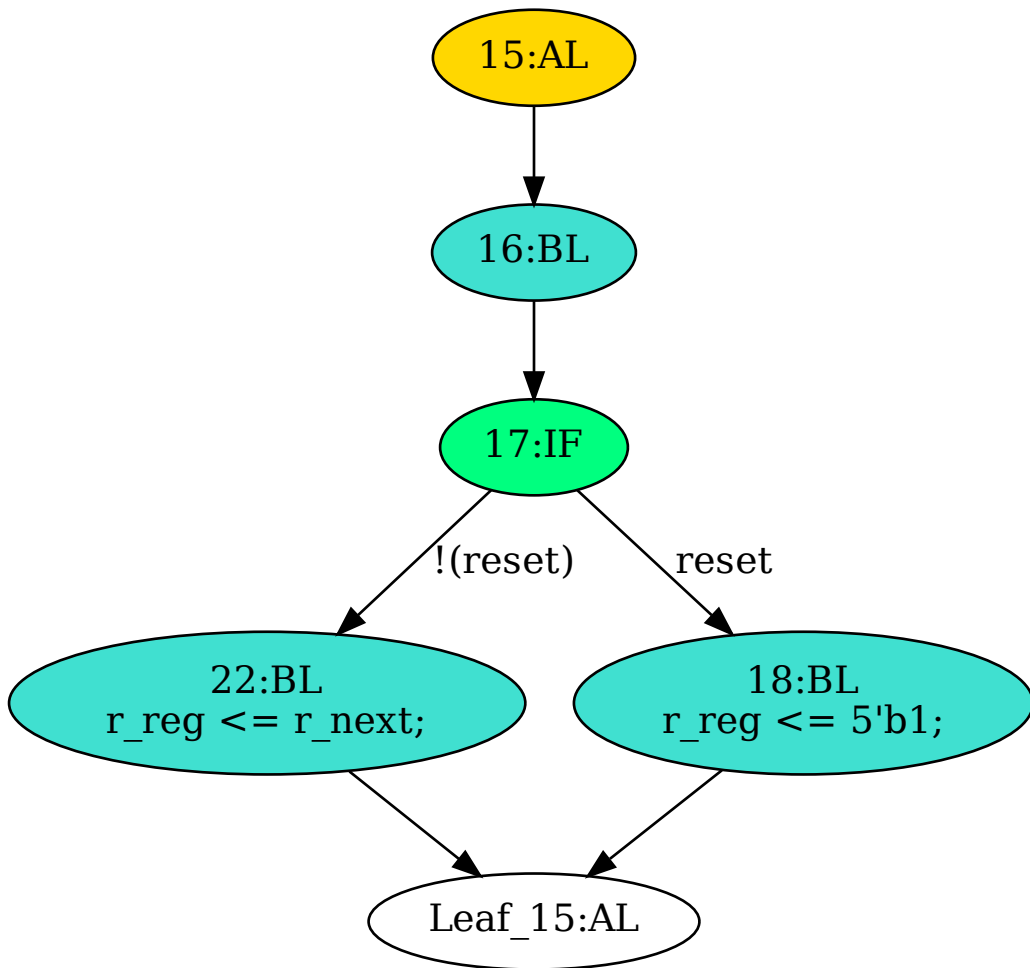 15:AL
16:BL
17:IF
!(reset)
reset
22:BL
r_reg <= r_next;
18:BL
r_reg <= 5'b1;
Leaf_15:AL